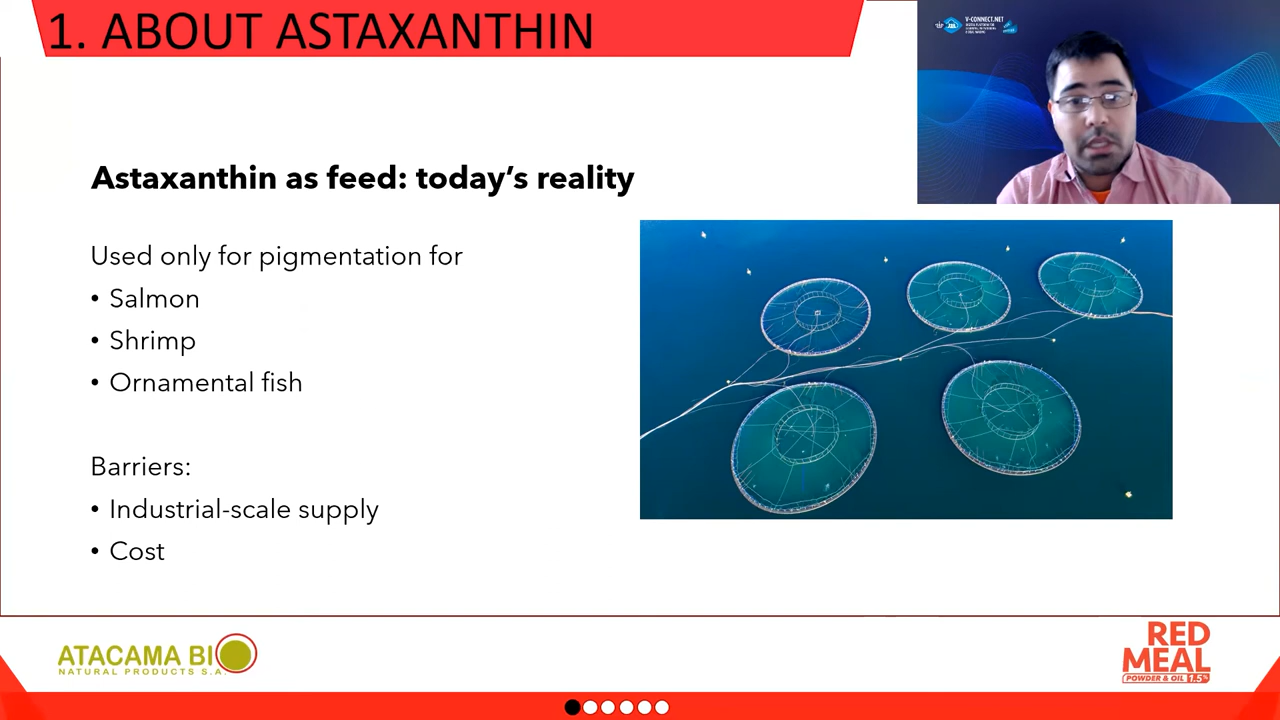 1. ABOUT ASTAXANTHIN
V-CONNECT.NET
Astaxanthin as feed: today's reality
Used only for pigmentation for
• Salmon
• Shrimp
• Ornamental fish
Barriers:
• Industrial-scale supply
• Cost
ATACAMA BI
NATURAL PRODUCTS S.A.
RED
MEAL
POWDER & OIL 1.5%